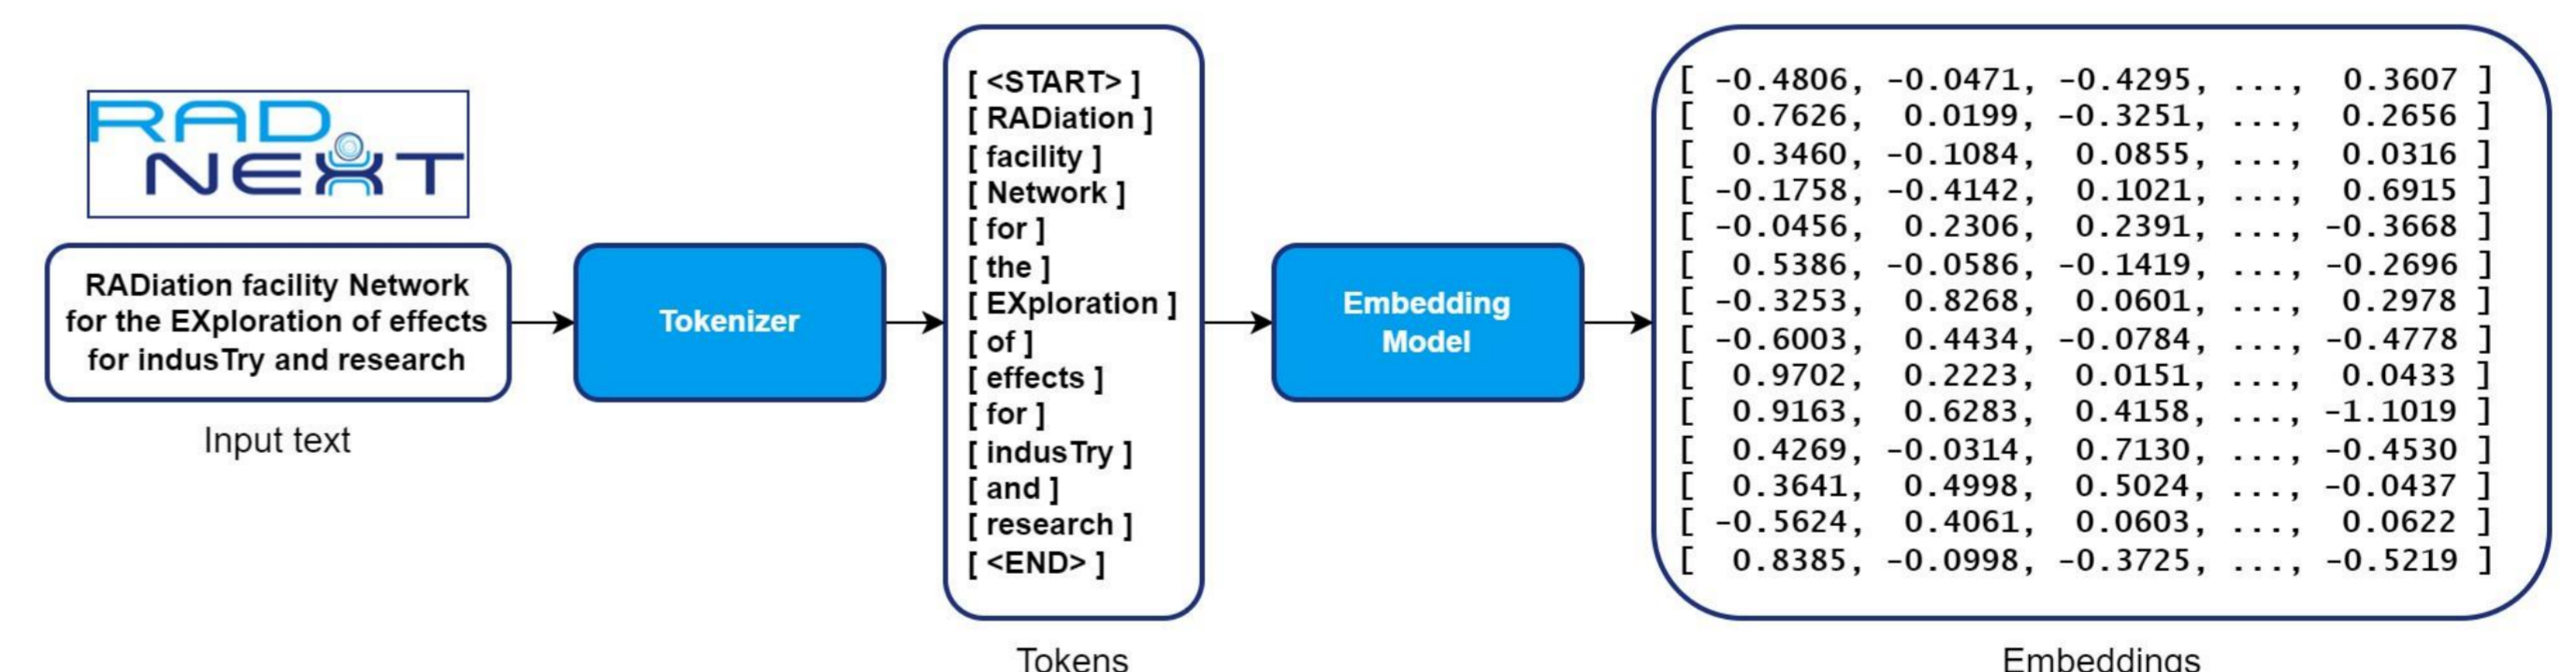 RAD
NEXT
RADiation facility Network
for the EXploration of effects
for indusTry and research
Input text
Tokenizer
[ <START> ]
[ RADiation ]
[ facility ]
[ Network ]
[ for ]
[ the ]
[ EXploration ]
[ of ]
[ effects ]
[ for ]
[ indusTry ]
[ and ]
[ research ]
[ <END> ]
Tokens
Embedding
Model
[ -0.4806, -0.0471, -0.4295, ..., 0.3607 ]
[ 0.7626, 0.0199, -0.3251, ..., 0.2656 ]
[ 0.3460, -0.1084, 0.0855, ..., 0.0316 ]
[ -0.1758, -0.4142, 0.1021, ..., 0.6915 ]
[ -0.0456, 0.2306, 0.2391, ..., -0.3668 ]
[ 0.5386, -0.0586, -0.1419, ..., -0.2696 ]
[ -0.3253, 0.8268, 0.0601, ..., 0.2978 ]
[ -0.6003, 0.4434, -0.0784, ..., -0.4778 ]
[ 0.9702, 0.2223, 0.0151, ..., 0.0433 ]
[ 0.9163, 0.6283, 0.4158, ..., -1.1019 ]
[ 0.4269, -0.0314, 0.7130, ..., -0.4530 ]
[ 0.3641, 0.4998, 0.5024, ..., -0.0437 ]
[ -0.5624, 0.4061, 0.0603, ..., 0.0622 ]
[ 0.8385, -0.0998, -0.3725, ..., -0.5219 ]
Embeddings